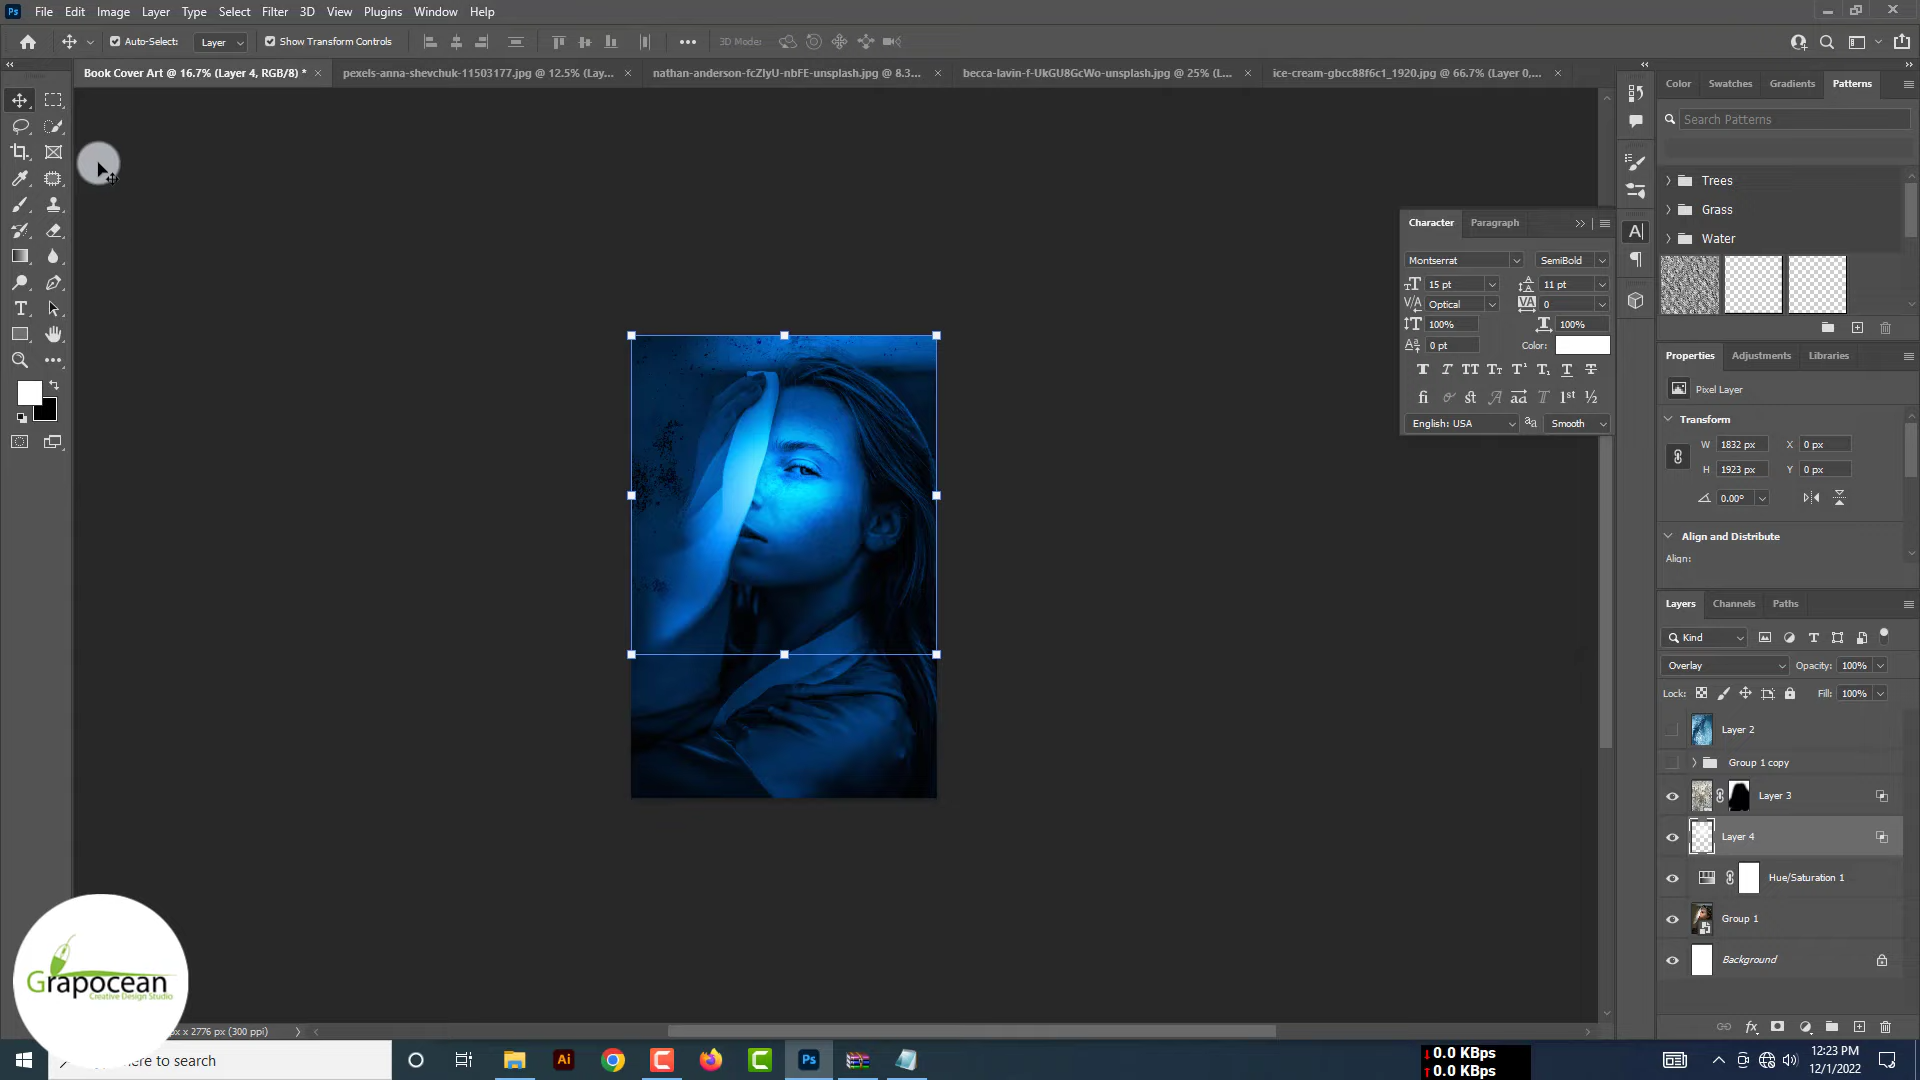 Ps File Edit Image Layer Type Select Filter 3D View Plugins Window Help
Auto-Select: Layer Show Transform Controls 3D Mode:
Book Cover Art @ 16.7% (Layer 4, RGB/8) * pexels-anna-shevchuk-11503177.jpg @ 12.5% (Lay... nathan-anderson-fcZIyU-nbFE-unsplash.jpg @ 8.3... becca-lavin-f-UkGU8GcWo-unsplash.jpg @ 25% (L... ice-cream-gbcc88f6c1_1920.jpg @ 66.7% (Layer 0,...
Color Swatches Gradients Patterns
Search Patterns
Trees
Grass
Water
Character Paragraph
Montserrat SemiBold
15 pt 11 pt
Optical 0
100% 100%
0 pt Color:
English: USA Smooth
Properties Adjustments Libraries
Pixel Layer
Transform
W 1832 px X 0 px
H 1923 px Y 0 px
0.00°
Align and Distribute
Align:
Layers Channels Paths
Kind
Overlay Opacity: 100%
Lock: Fill: 100%
Layer 2
Group 1 copy
Layer 3
Layer 4
Hue/Saturation 1
Group 1
Background
Grapocean
Creative Design Studio
px x 2776 px (300 ppi)
here to search
Ai
Ps
0.0 KBps
0.0 KBps
12:23 PM
12/1/2022